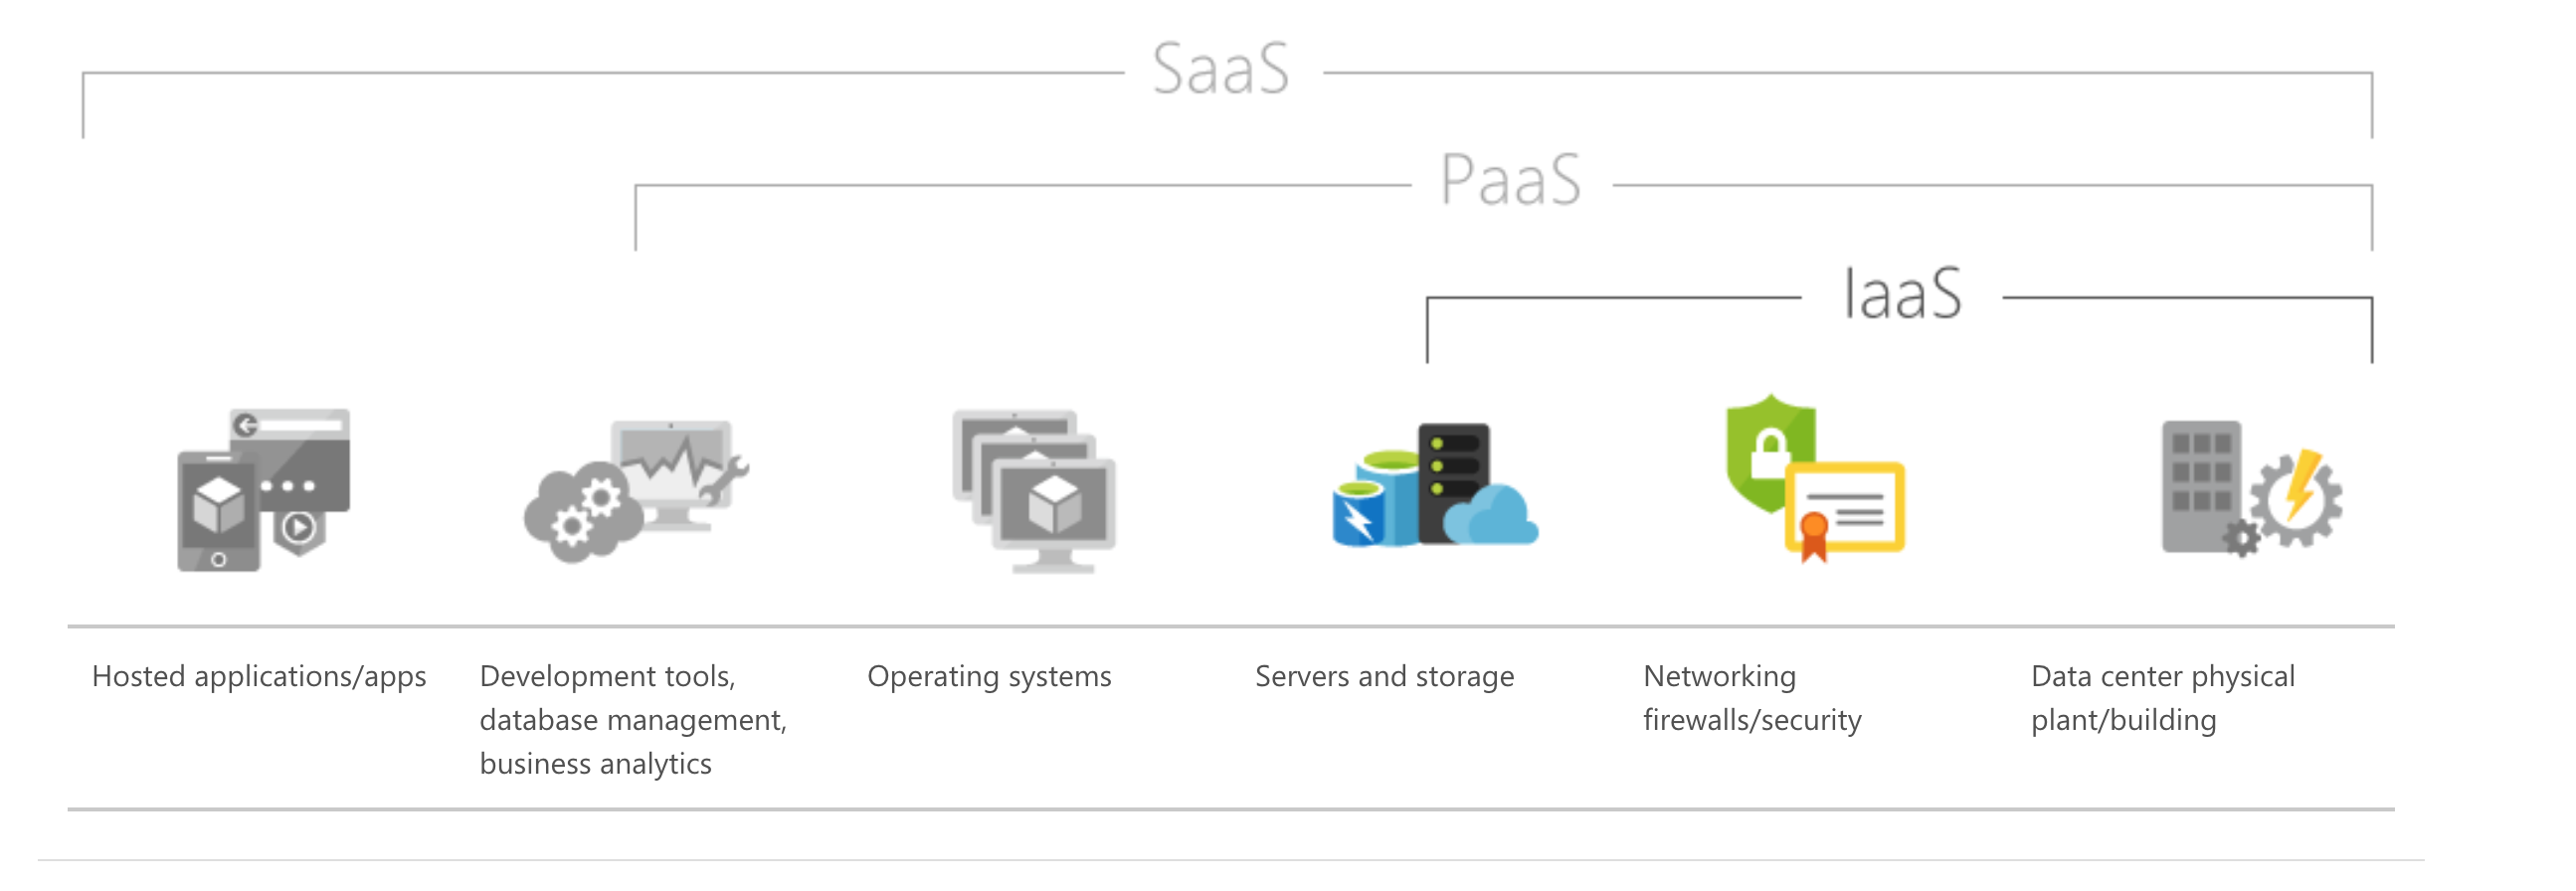 SaaS
PaaS
IaaS
Hosted applications/apps
Development tools,
database management,
business analytics
Operating systems
Servers and storage
Networking
firewalls/security
Data center physical
plant/building